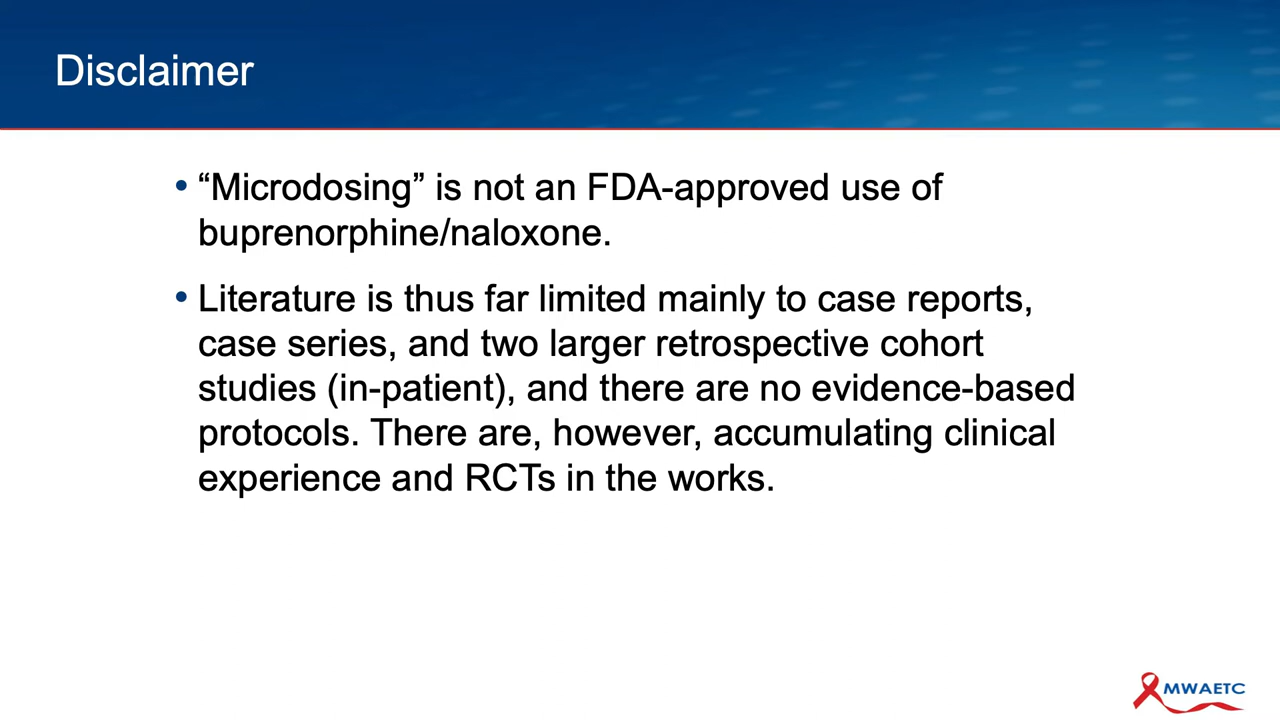 Disclaimer
• “Microdosing” is not an FDA-approved use of
buprenorphine/naloxone.
• Literature is thus far limited mainly to case reports,
case series, and two larger retrospective cohort
studies (in-patient), and there are no evidence-based
protocols. There are, however, accumulating clinical
experience and RCTs in the works.
MWAETC